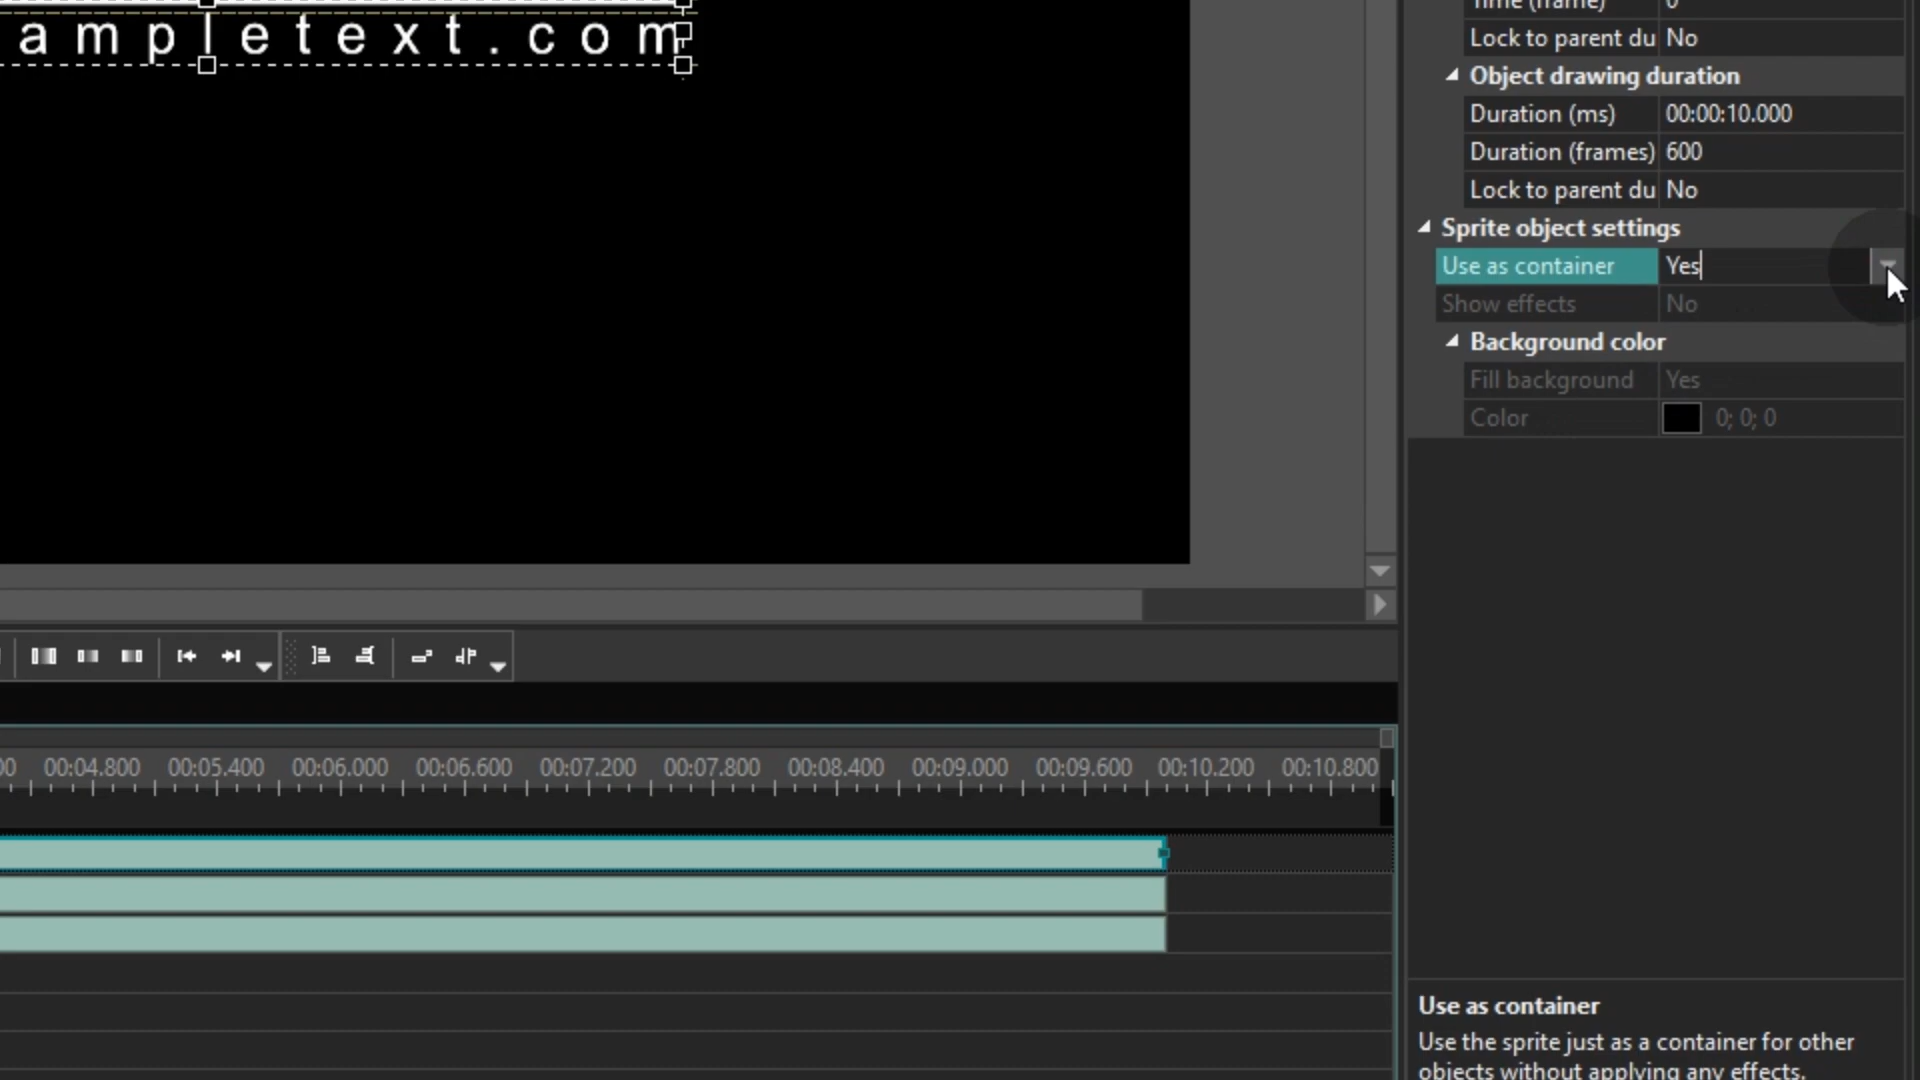 ampletext.com
Time (frame) 0
Lock to parent du No
Object drawing duration
Duration (ms) 00:00:10.000
Duration (frames) 600
Lock to parent du No
Sprite object settings
Use as container Yes
Show effects No
Background color
Fill background Yes
Color 0; 0; 0
00 00:04.800 00:05.400 00:06.000 00:06.600 00:07.200 00:07.800 00:08.400 00:09.000 00:09.600 00:10.200 00:10.800
Use as container
Use the sprite just as a container for other
objects without applying any effects.